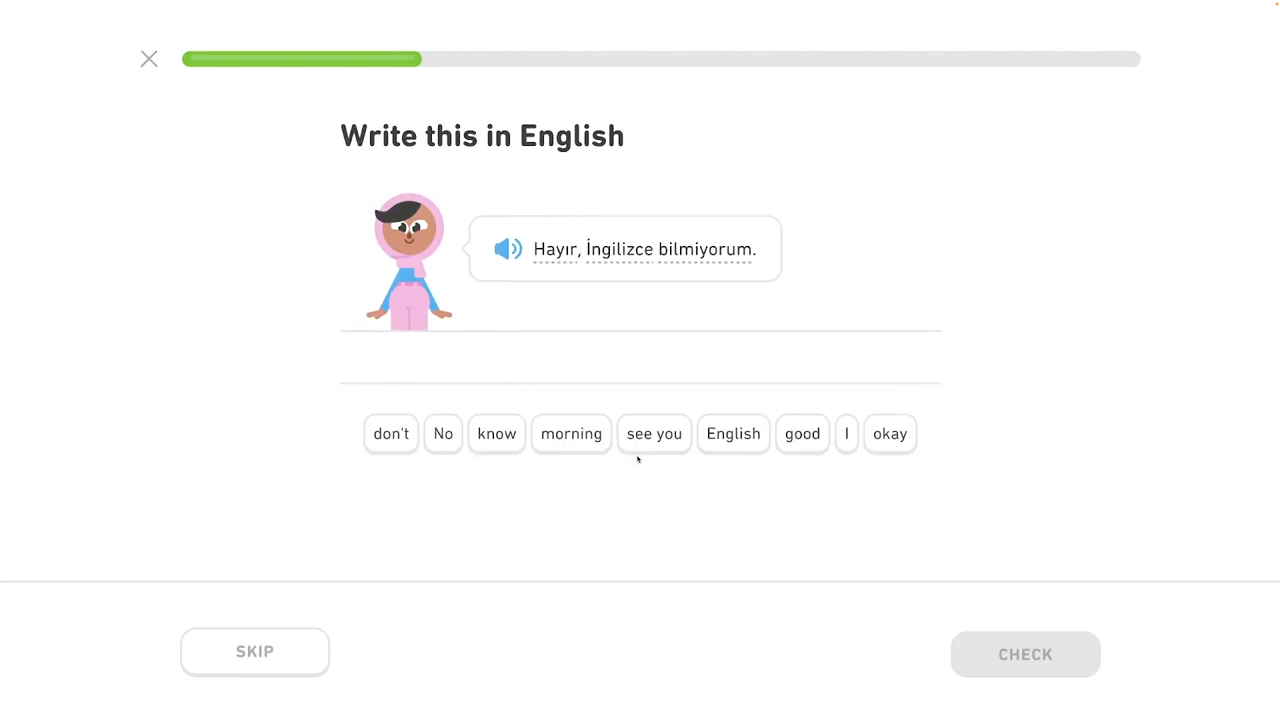 Write this in English
Hayır, İngilizce bilmiyorum.
don't No know morning see you English good I okay
SKIP CHECK